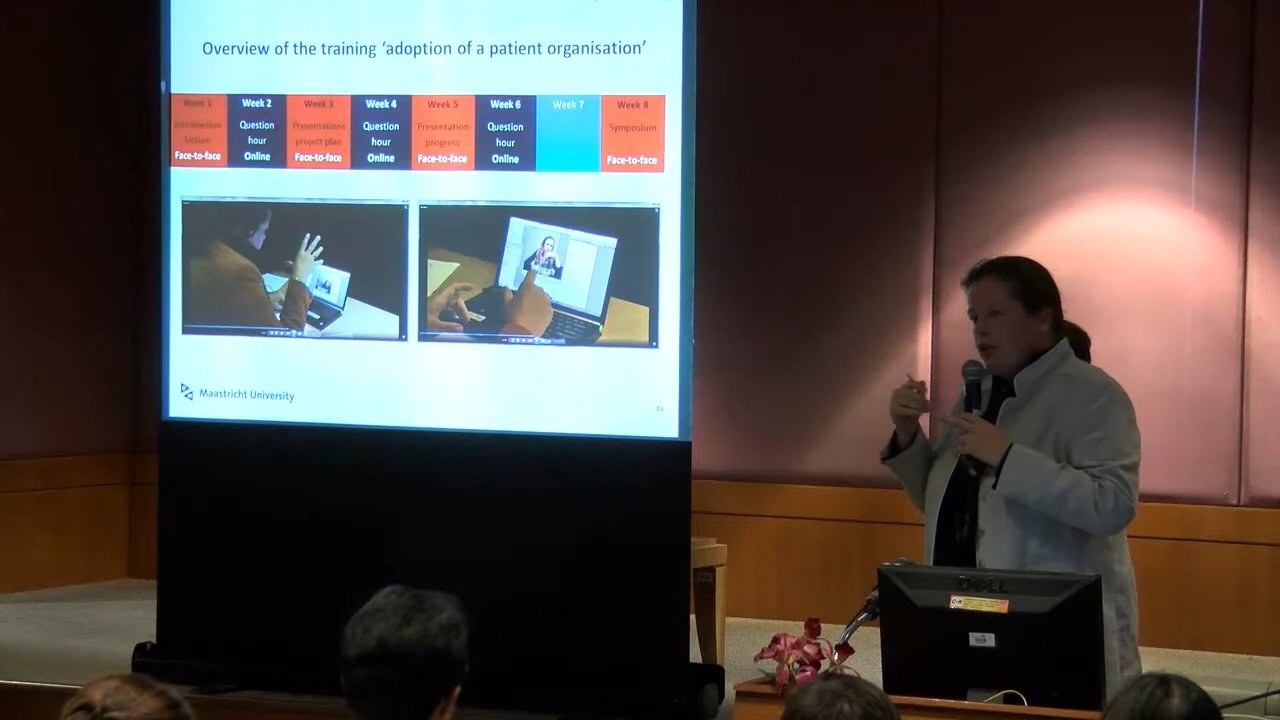 Overview of the training ‘adoption of a patient organisation’
Week 1
Introduction
lecture
Face-to-face
Week 2
Question
hour
Online
Week 3
Presentations
project plan
Face-to-face
Week 4
Question
hour
Online
Week 5
Presentation
progress
Face-to-face
Week 6
Question
hour
Online
Week 7
Week 8
Symposium
Face-to-face
Maastricht University
DELL